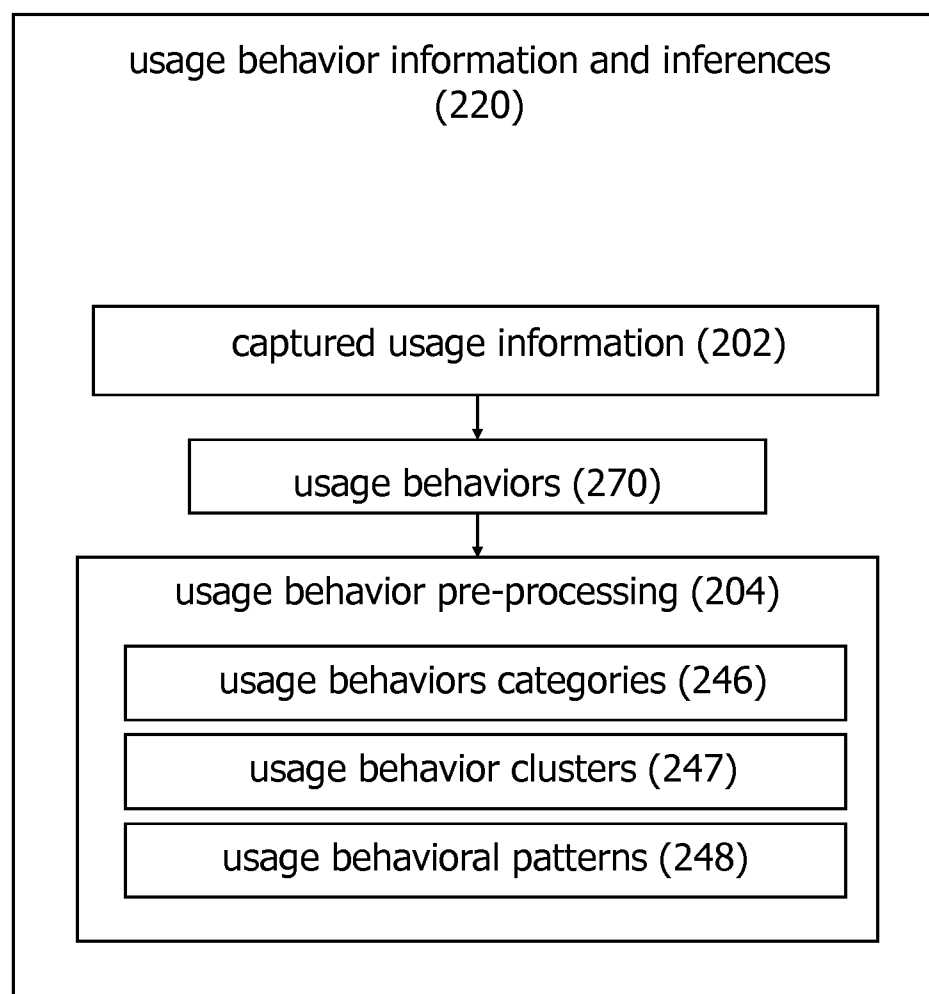 usage behavior information and inferences
(220)
captured usage information (202)
usage behaviors (270)
usage behavior pre-processing (204)
usage behaviors categories (246)
usage behavior clusters (247)
usage behavioral patterns (248)